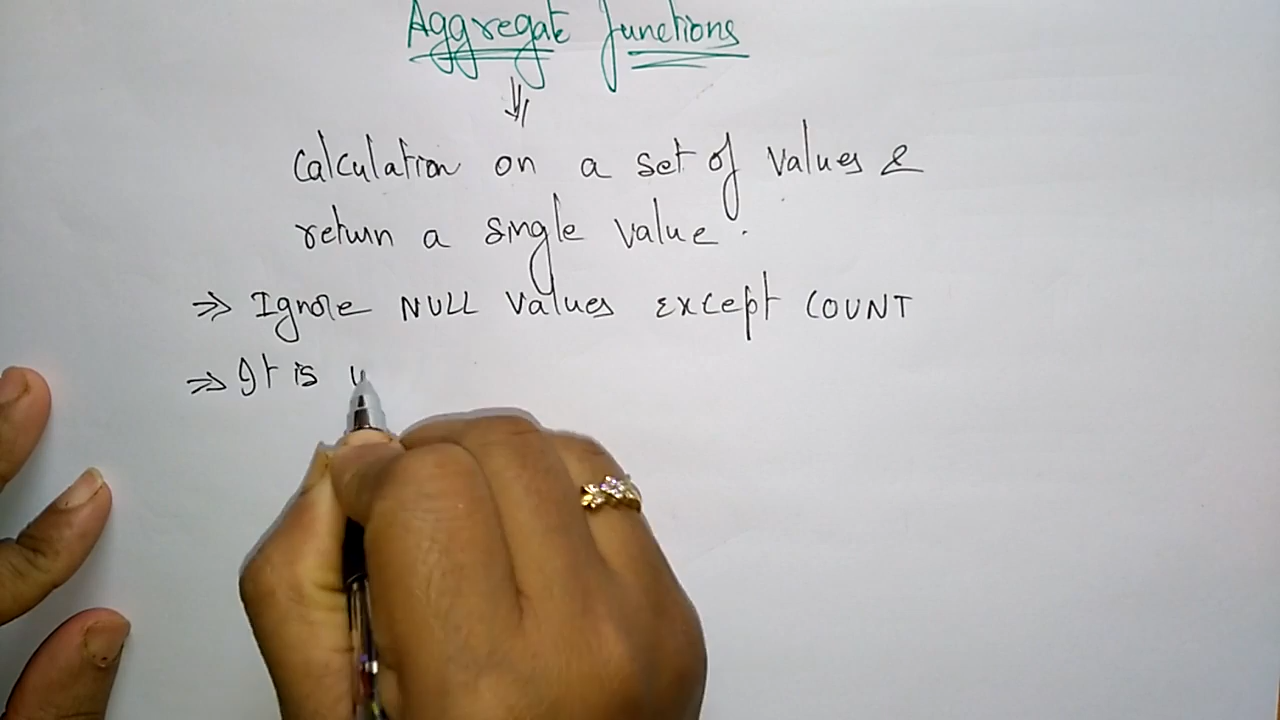 Aggregate functions
Calculation on a set of values &
return a single value.
⇒ Ignore NULL values except COUNT
⇒ It is